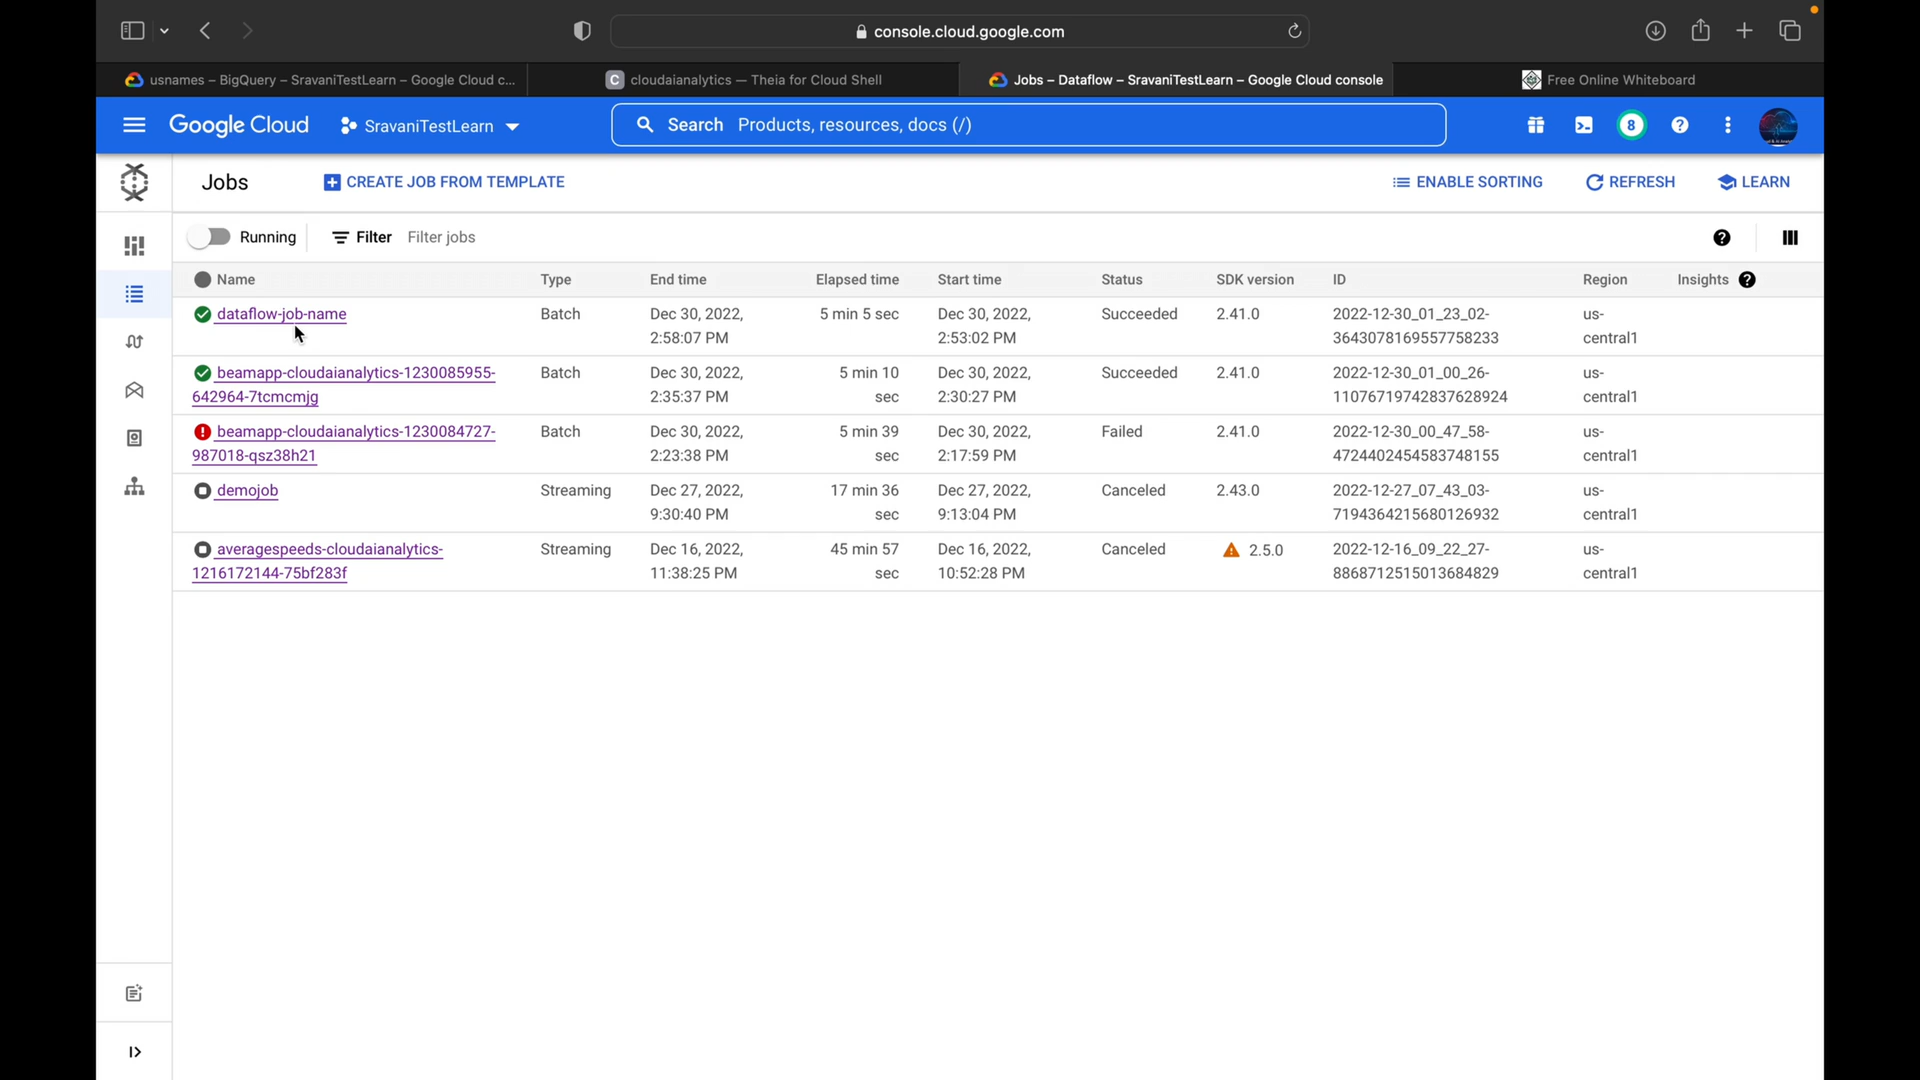 console.cloud.google.com
usnames – BigQuery – SravaniTestLearn – Google Cloud c...
C cloudaianalytics — Theia for Cloud Shell
Jobs – Dataflow – SravaniTestLearn – Google Cloud console
Free Online Whiteboard
Google Cloud
SravaniTestLearn
Search Products, resources, docs (/)
8
Jobs
CREATE JOB FROM TEMPLATE
ENABLE SORTING
REFRESH
LEARN
Running
Filter
Filter jobs
Name Type End time Elapsed time Start time Status SDK version ID Region Insights
dataflow-job-name Batch Dec 30, 2022, 5 min 5 sec Dec 30, 2022, Succeeded 2.41.0 2022-12-30_01_23_02- us-
2:58:07 PM 2:53:02 PM 3643078169557758233 central1
beamapp-cloudaianalytics-1230085955- Batch Dec 30, 2022, 5 min 10 Dec 30, 2022, Succeeded 2.41.0 2022-12-30_01_00_26- us-
642964-7tcmcmjg 2:35:37 PM sec 2:30:27 PM 11076719742837628924 central1
beamapp-cloudaianalytics-1230084727- Batch Dec 30, 2022, 5 min 39 Dec 30, 2022, Failed 2.41.0 2022-12-30_00_47_58- us-
987018-qsz38h21 2:23:38 PM sec 2:17:59 PM 4724402454583748155 central1
demojob Streaming Dec 27, 2022, 17 min 36 Dec 27, 2022, Canceled 2.43.0 2022-12-27_07_43_03- us-
9:30:40 PM sec 9:13:04 PM 7194364215680126932 central1
averagespeeds-cloudaianalytics- Streaming Dec 16, 2022, 45 min 57 Dec 16, 2022, Canceled 2.5.0 2022-12-16_09_22_27- us-
1216172144-75bf283f 11:38:25 PM sec 10:52:28 PM 8868712515013684829 central1